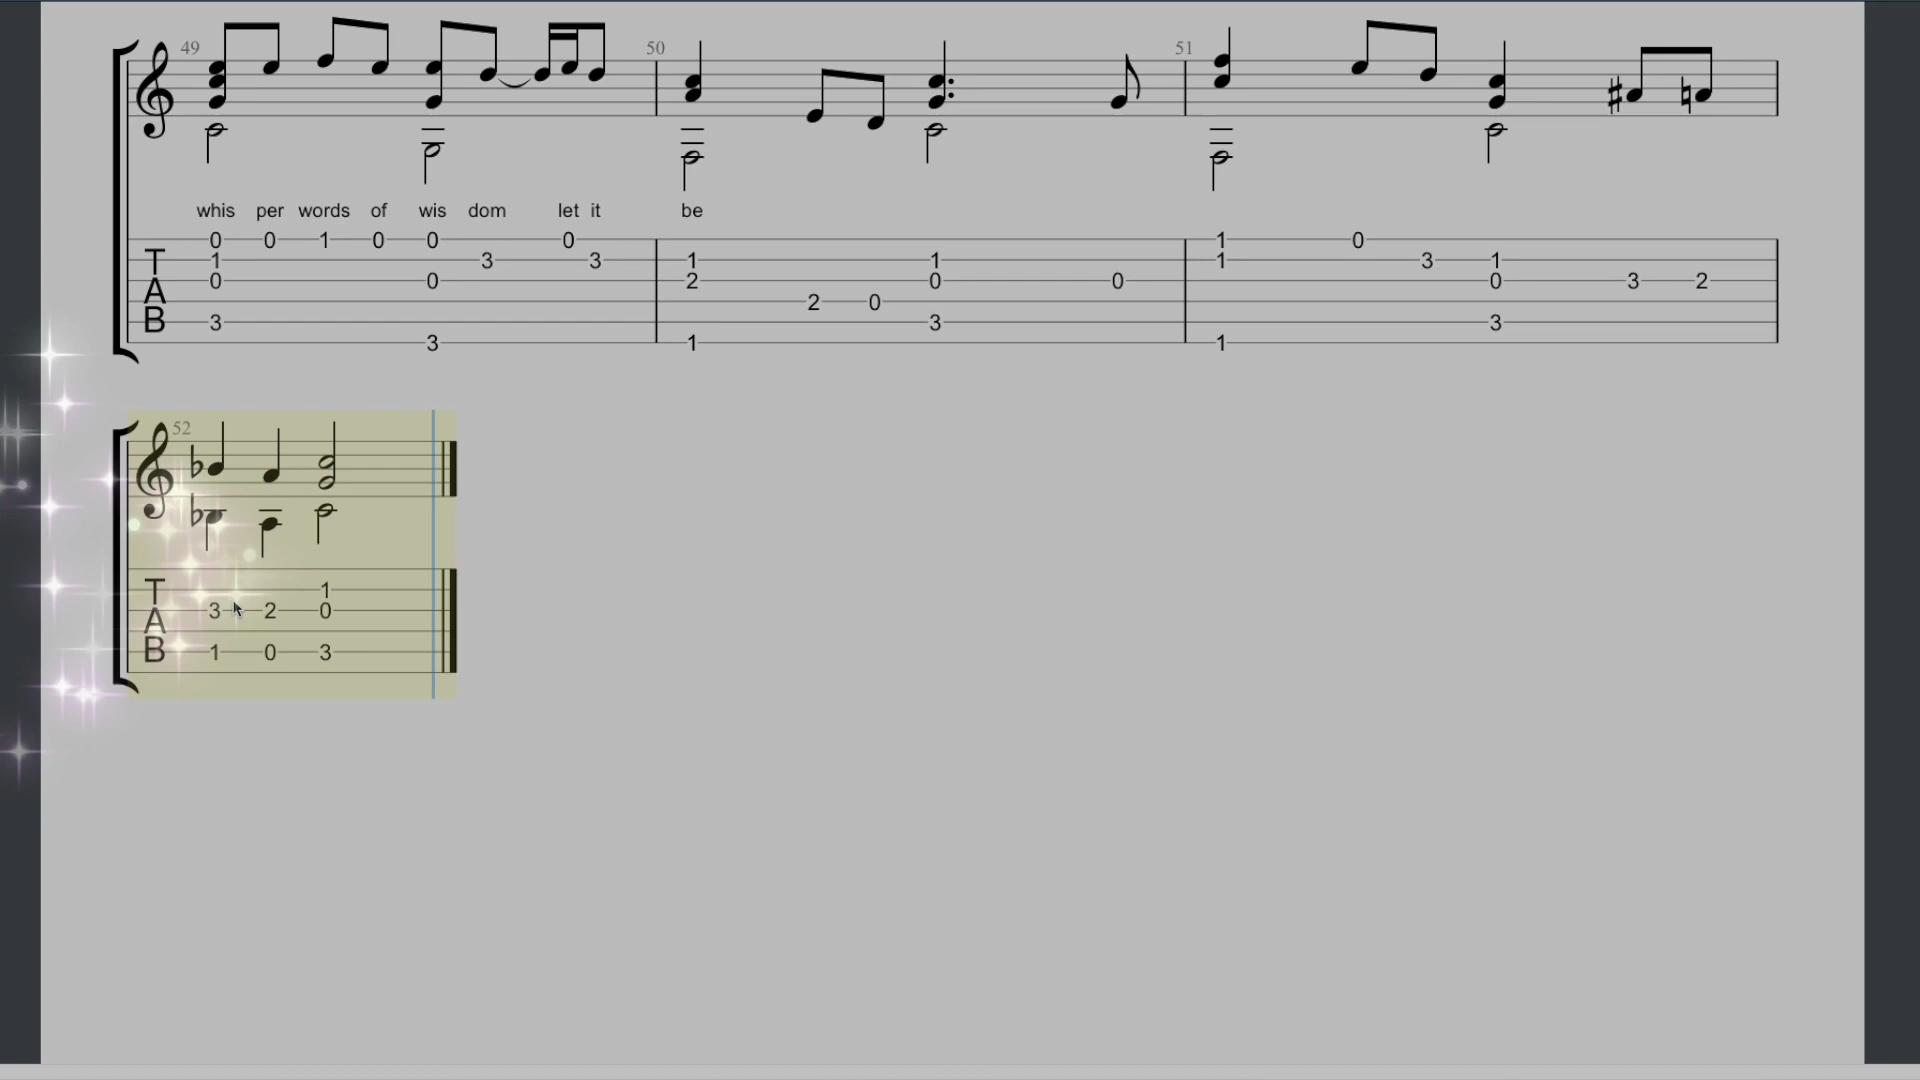 49 50 51
whis per words of wis dom let it be
0 0 1 0 0 0 1 0
1 3 3 1 1 1 3 1
0 0 2 0 0 0 3 2
2 0
3 3 3
3 1 1
TAB
52
1
3 2 0
1 0 3
TAB